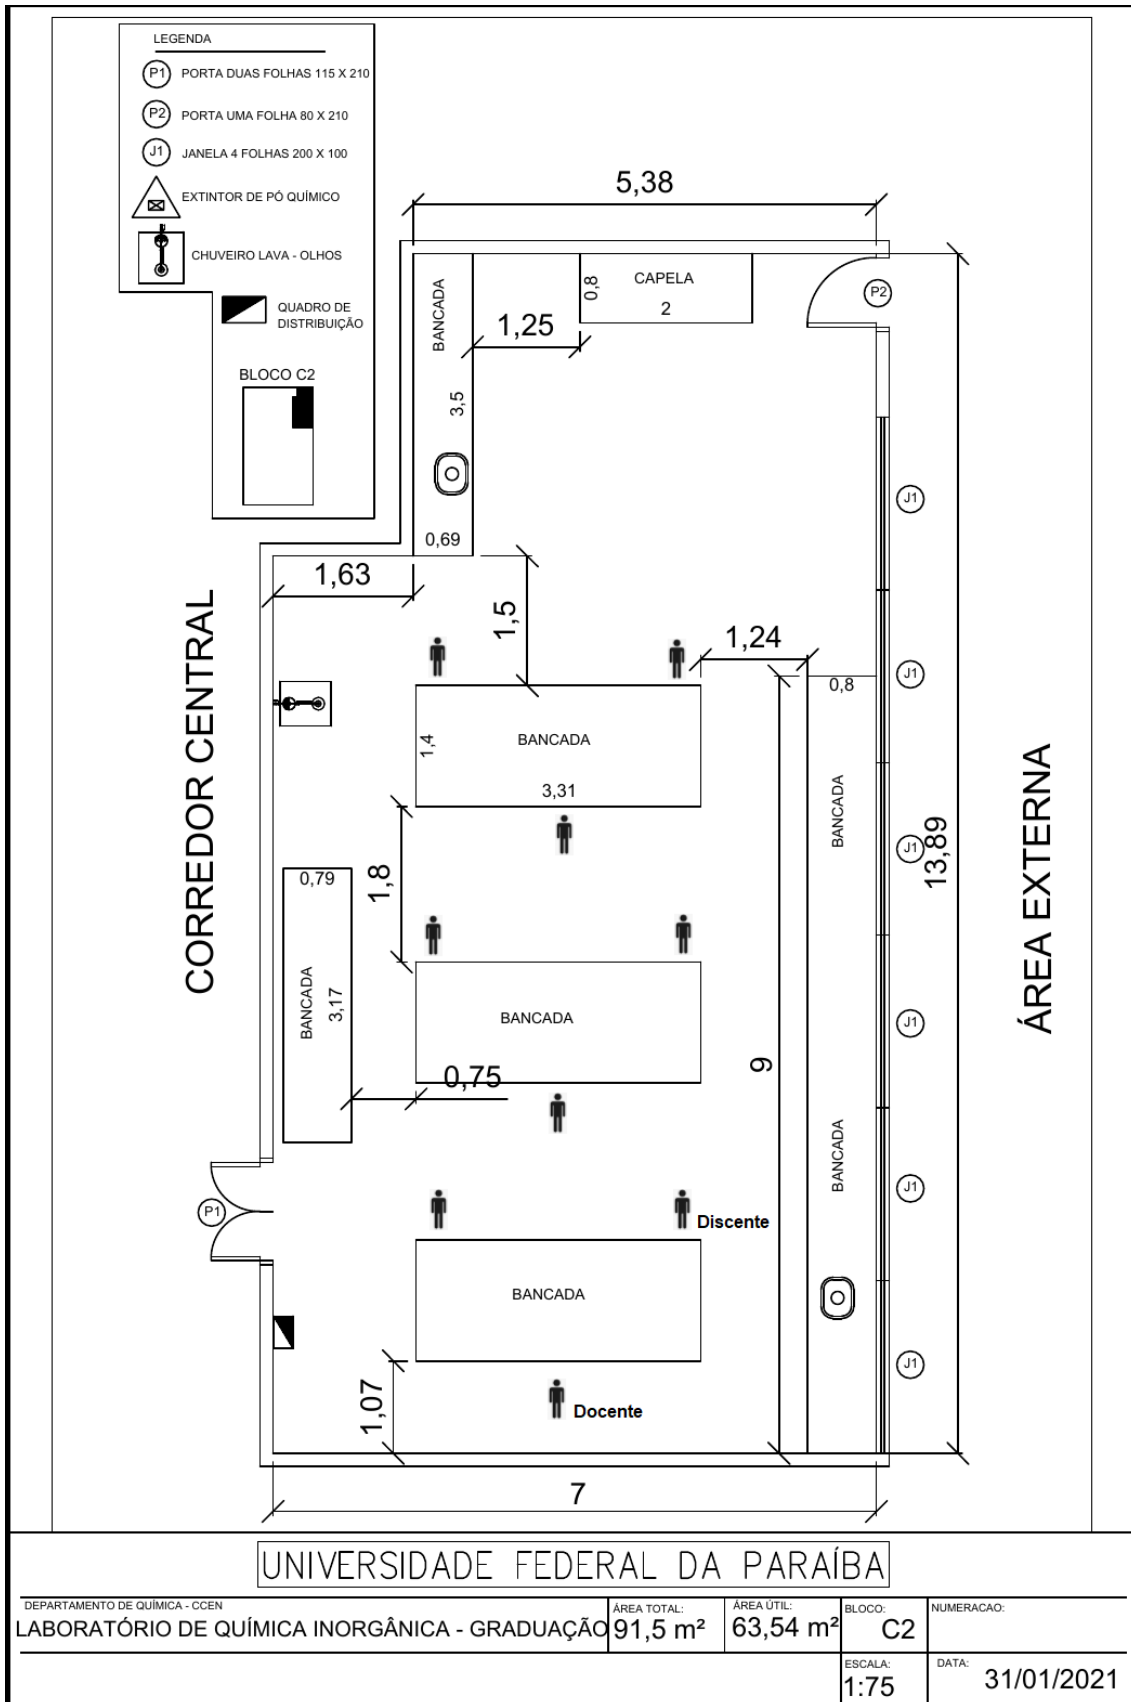 LEGENDA
P1 PORTA DUAS FOLHAS 115 X 210
P2 PORTA UMA FOLHA 80 X 210
J1 JANELA 4 FOLHAS 200 X 100
EXTINTOR DE PÓ QUÍMICO
CHUVEIRO LAVA - OLHOS
QUADRO DE
DISTRIBUIÇÃO
BLOCO C2
5,38
BANCADA
0,8
CAPELA
2
P2
1,25
3,5
J1
0,69
1,63
1,5
CORREDOR CENTRAL
1,24
J1
0,8
BANCADA
1,4
3,31
BANCADA
J1
13,89
ÁREA EXTERNA
0,79
1,8
BANCADA
3,17
BANCADA
J1
0,75
9
BANCADA
J1
P1
Discente
BANCADA
J1
1,07
Docente
7
UNIVERSIDADE FEDERAL DA PARAÍBA
DEPARTAMENTO DE QUÍMICA - CCEN
LABORATÓRIO DE QUÍMICA INORGÂNICA - GRADUAÇÃO
ÁREA TOTAL:
91,5 m²
ÁREA ÚTIL:
63,54 m²
BLOCO:
C2
NUMERACAO:
ESCALA:
1:75
DATA:
31/01/2021